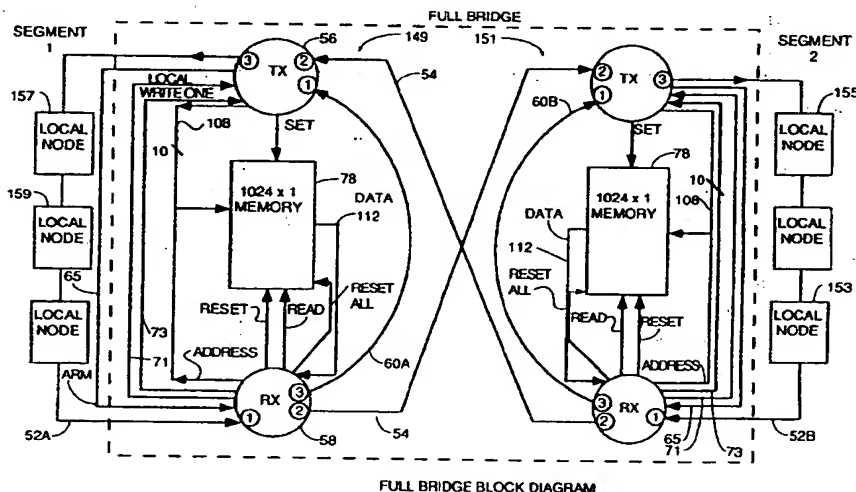 FULL BRIDGE
SEGMENT
1
56
149
151
SEGMENT
2
3
TX
2
1
54
2
TX
3
1
60B
157
LOCAL
WRITE ONE
108
10
SET
SET
155
LOCAL
NODE
LOCAL
NODE
159
78
1024 x 1
MEMORY
DATA
112
78
1024 x 1
MEMORY
10
108
DATA
112
LOCAL
NODE
LOCAL
NODE
65
RESET
ALL
RESET
ALL
153
LOCAL
NODE
LOCAL
NODE
73
71
RESET
READ
READ
RESET
ARM
ADDRESS
60A
ADDRESS
1
RX
3
2
3
RX
1
2
52A
58
54
65
71
73
52B
FULL BRIDGE BLOCK DIAGRAM